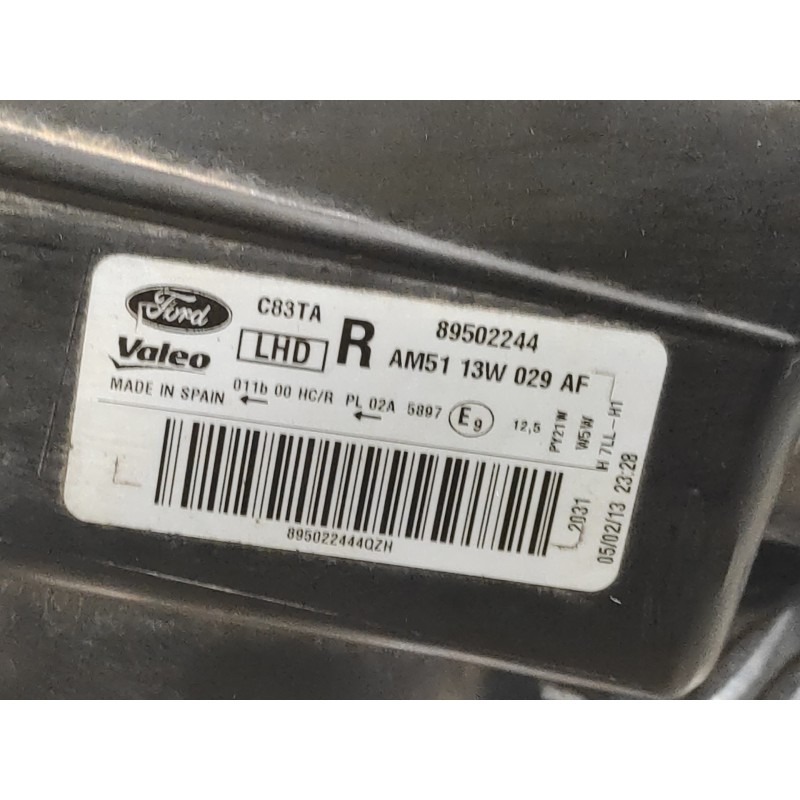 Ford C83TA R 89502244
Valeo LHD AM51 13W 029 AF
MADE IN SPAIN 011b 00 HC/R PL 02A 5897 E9 12,5
PY21W
W5W
H 7LL-H1
895022444QZH
2031
05/02/13 23:28